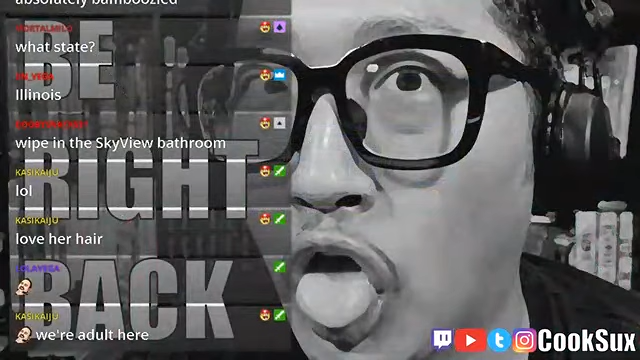 absolutely bamboozled
MORTALMILO
what state?
Illinois
wipe in the SkyView bathroom
KASIKAIJU
lol
KASIKAIJU
love her hair
KASIKAIJU
we're adult here
BE
RIGHT
BACK
CookSux